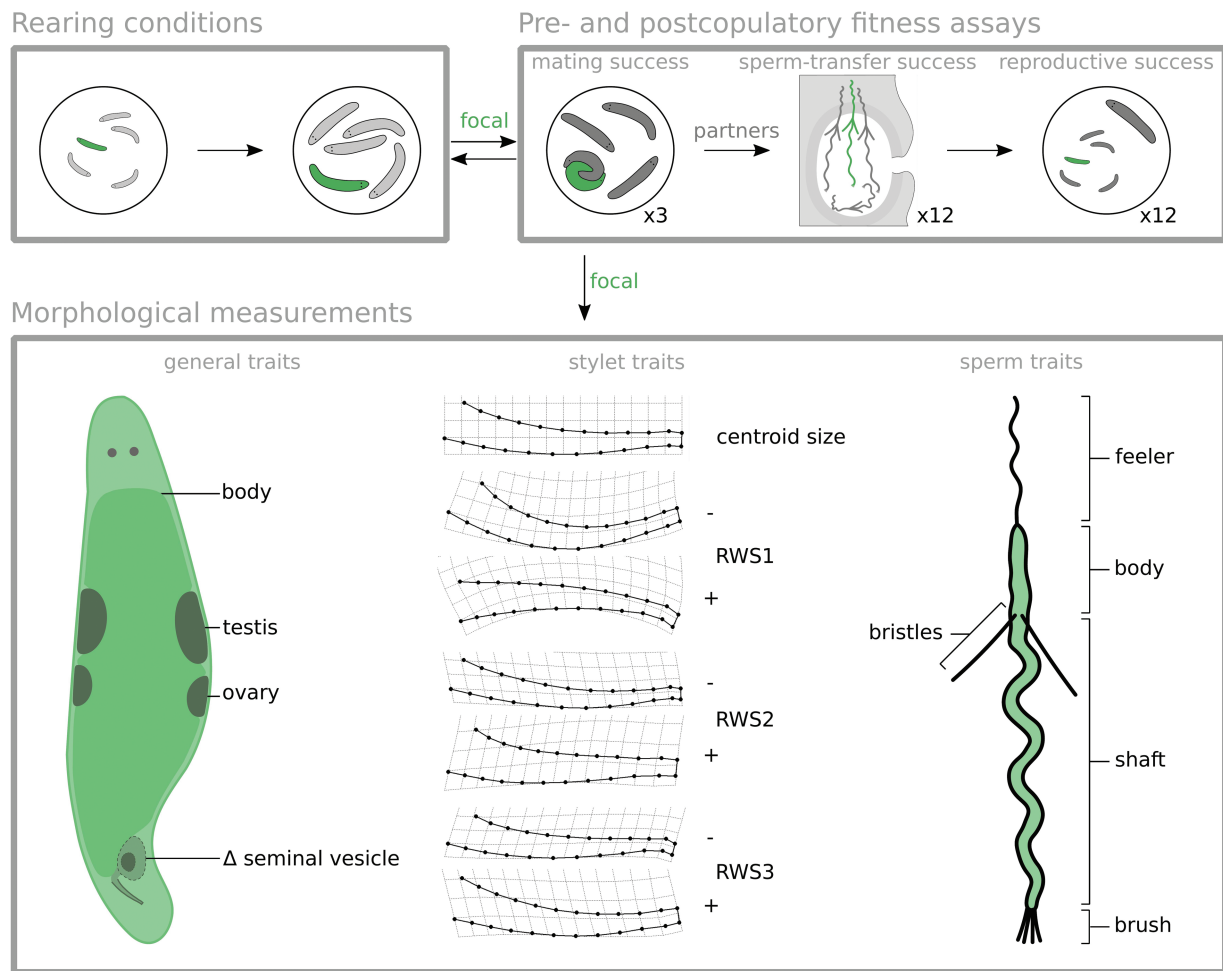 Rearing conditions
Pre- and postcopulatory fitness assays
mating success
sperm-transfer success
reproductive success
focal
partners
x3
x12
x12
focal
Morphological measurements
general traits
stylet traits
sperm traits
body
testis
ovary
Δ seminal vesicle
centroid size
-
RWS1
+
-
RWS2
+
-
RWS3
+
feeler
body
bristles
shaft
brush